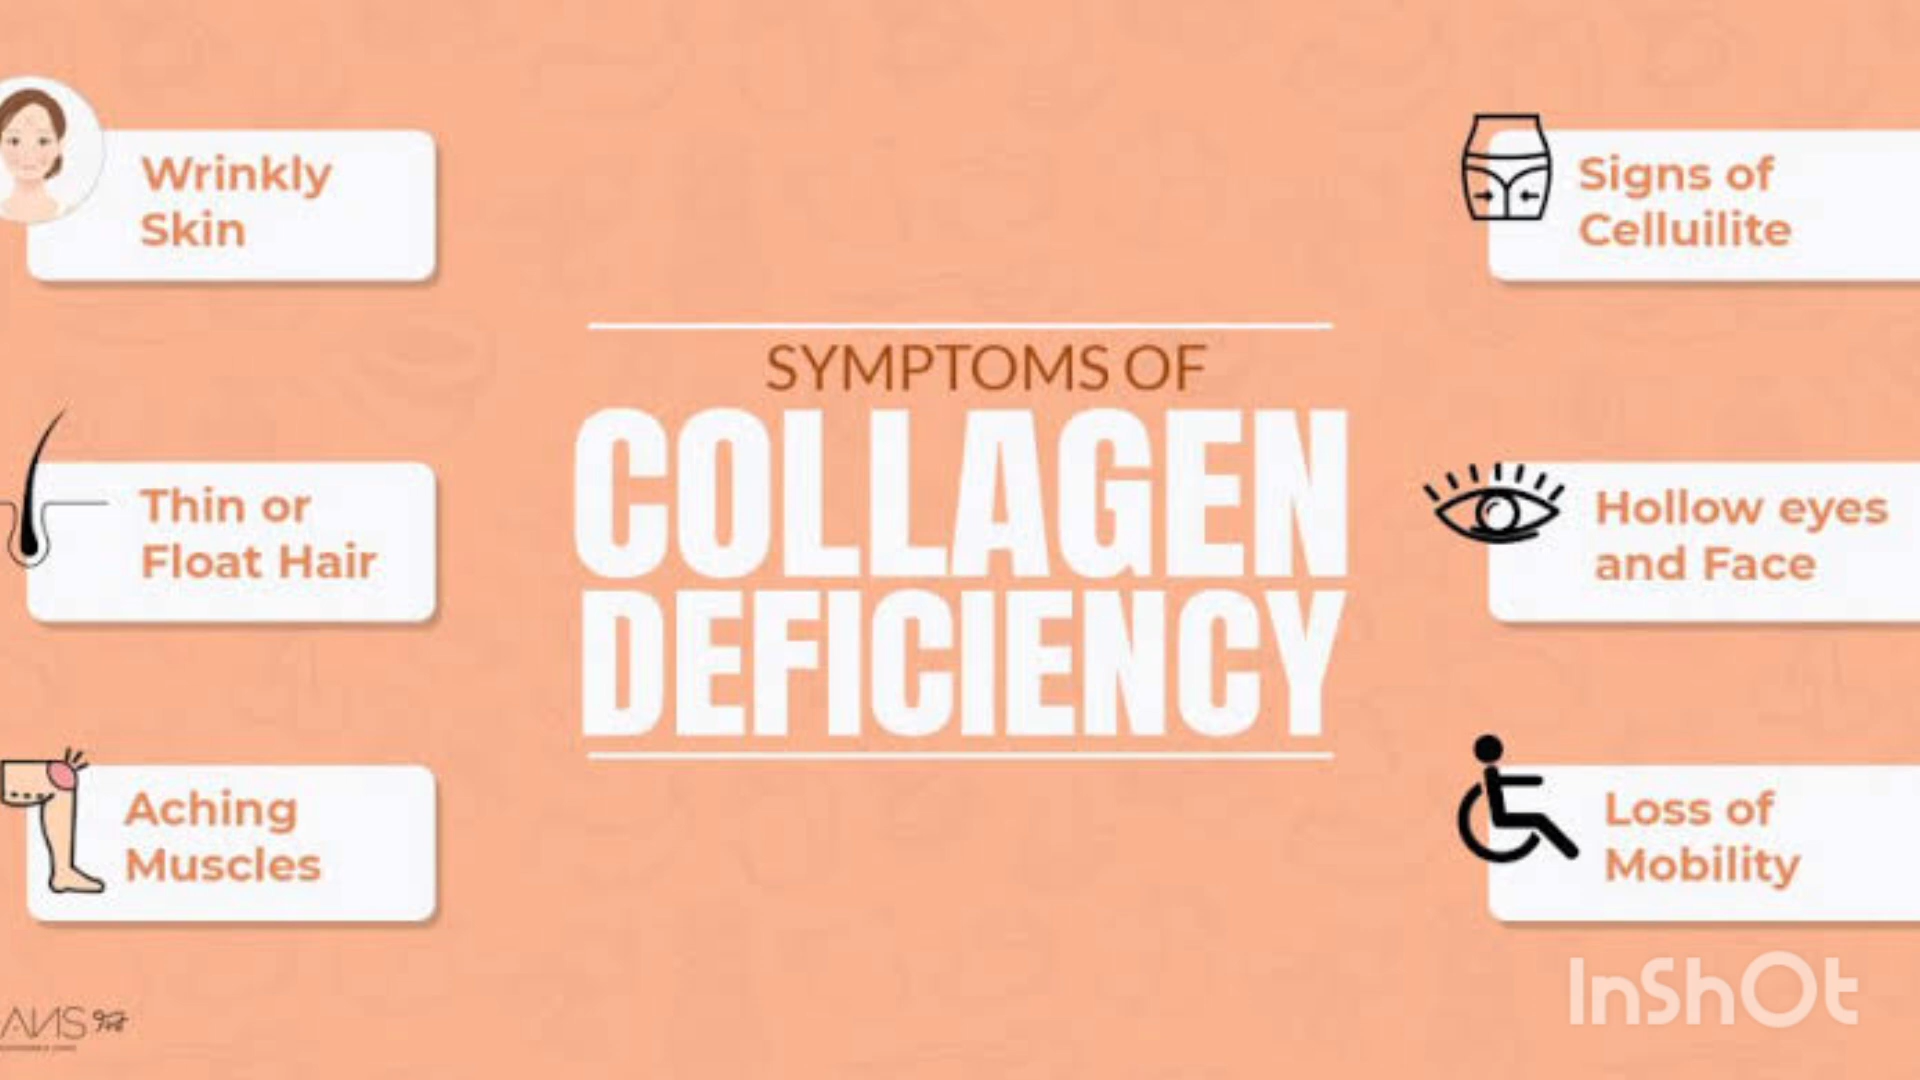 Wrinkly
Skin
Thin or
Float Hair
Aching
Muscles
SYMPTOMS OF
COLLAGEN
DEFICIENCY
Signs of
Celluilite
Hollow eyes
and Face
Loss of
Mobility
InShOt